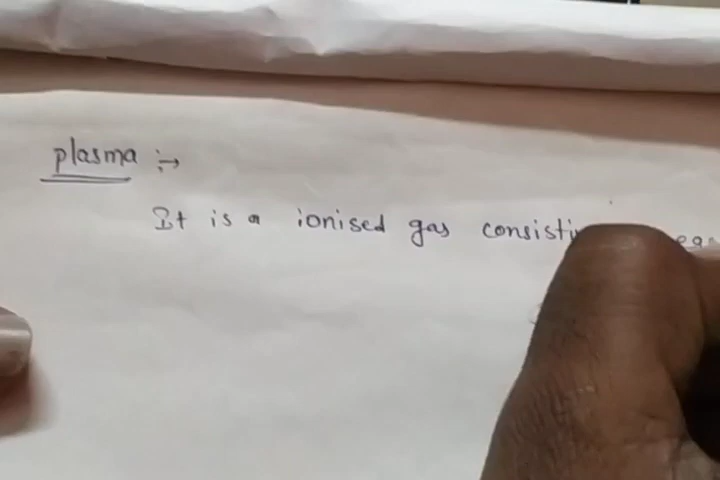 plasma :→
It is a ionised gas consisti